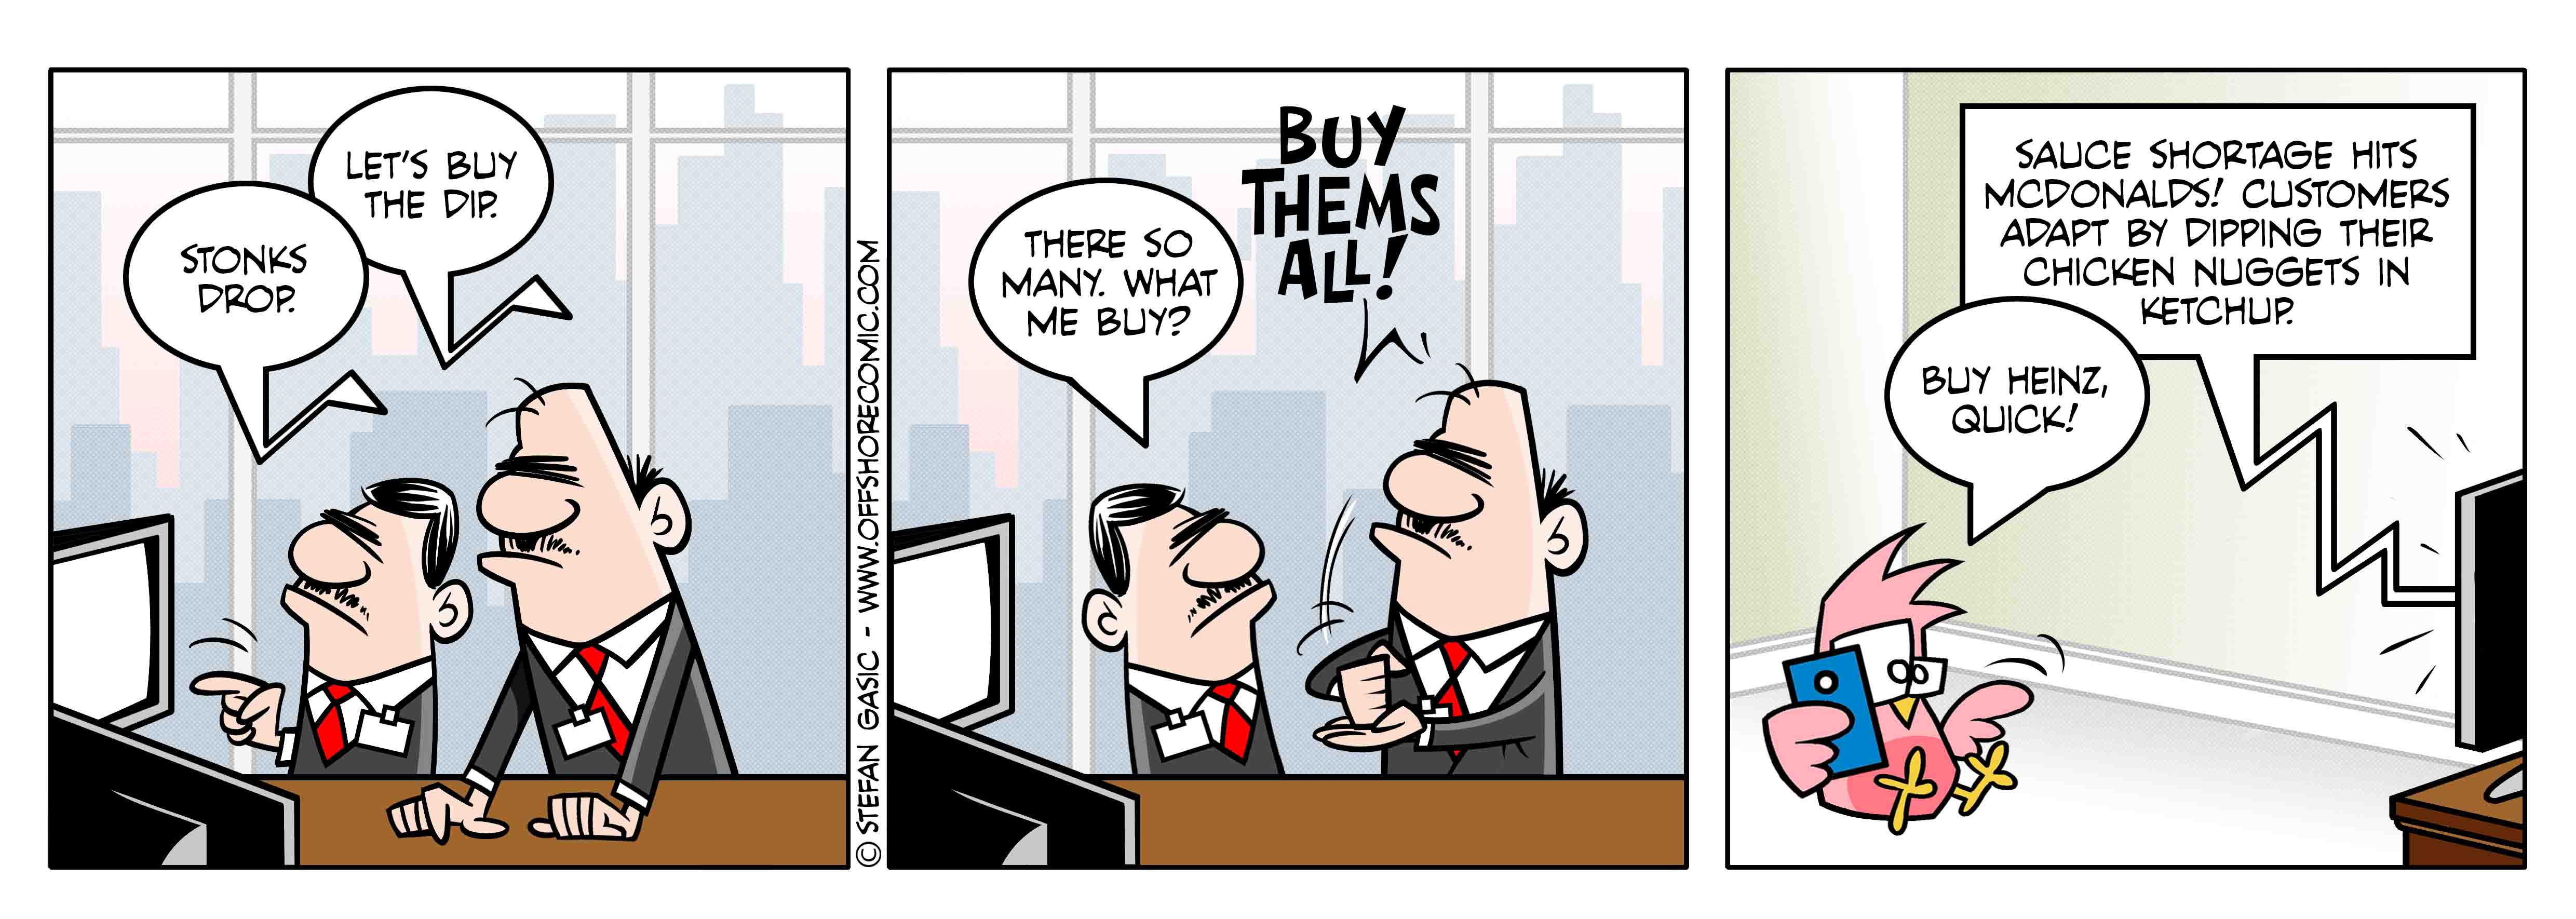 STONKS
DROP.
LET'S BUY
THE DIP.
© STEFAN GASIC - WWW.OFFSHORECOMIC.COM
THERE SO
MANY. WHAT
ME BUY?
BUY
THEMS
ALL!
SAUCE SHORTAGE HITS
MCDONALDS! CUSTOMERS
ADAPT BY DIPPING THEIR
CHICKEN NUGGETS IN
KETCHUP.
BUY HEINZ,
QUICK!